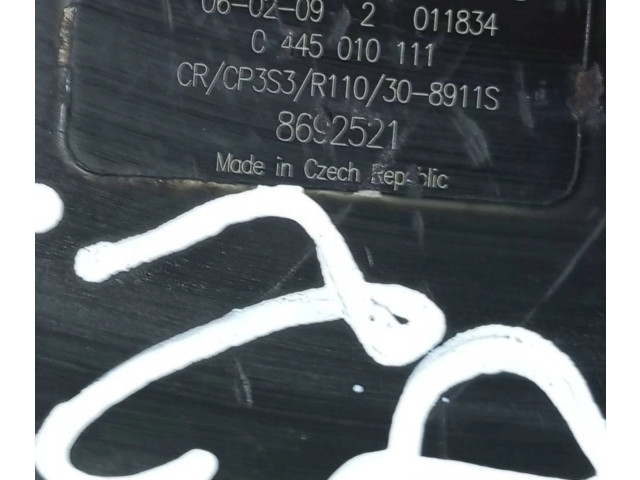 06-02-09 2 011834
0 445 010 111
CR/CP3S3/R110/30-8911S
8692521
Made in Czech Republic